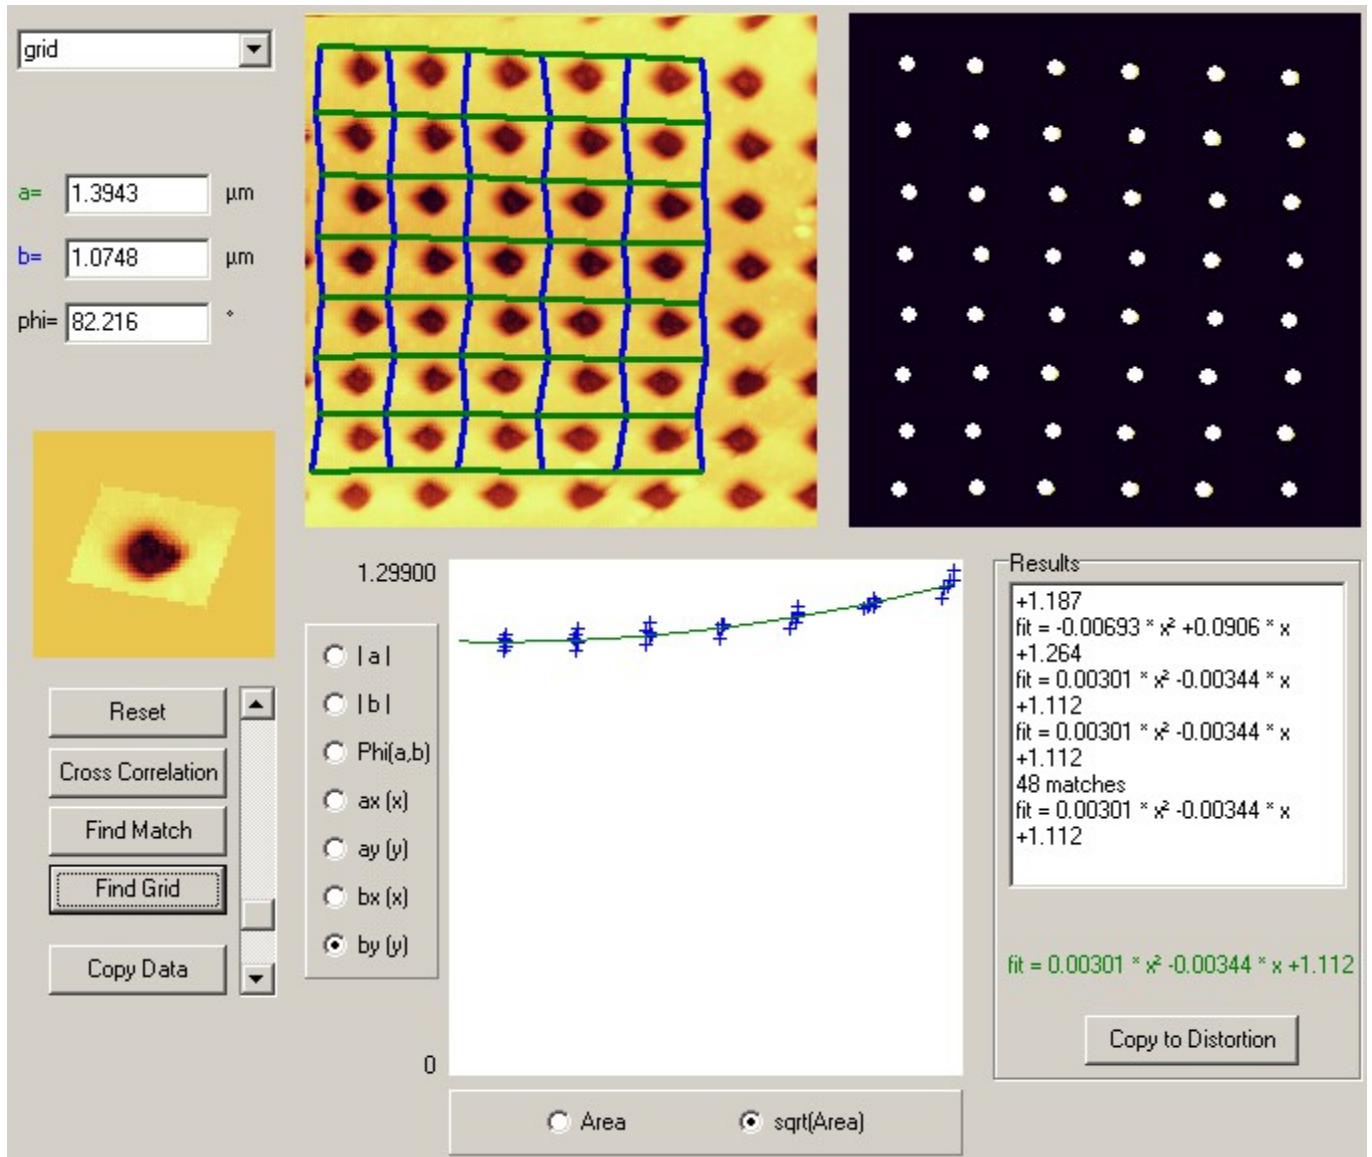 grid
a= 1.3943 µm
b= 1.0748 µm
phi= 82.216 °
Reset
Cross Correlation
Find Match
Find Grid
Copy Data
1.29900
0
| a |
| b |
Phi(a,b)
ax (x)
ay (y)
bx (x)
by (y)
Area
sqrt(Area)
Results
+1.187
fit = -0.00693 * x² +0.0906 * x
+1.264
fit = 0.00301 * x² -0.00344 * x
+1.112
fit = 0.00301 * x² -0.00344 * x
+1.112
48 matches
fit = 0.00301 * x² -0.00344 * x
+1.112
fit = 0.00301 * x² -0.00344 * x +1.112
Copy to Distortion